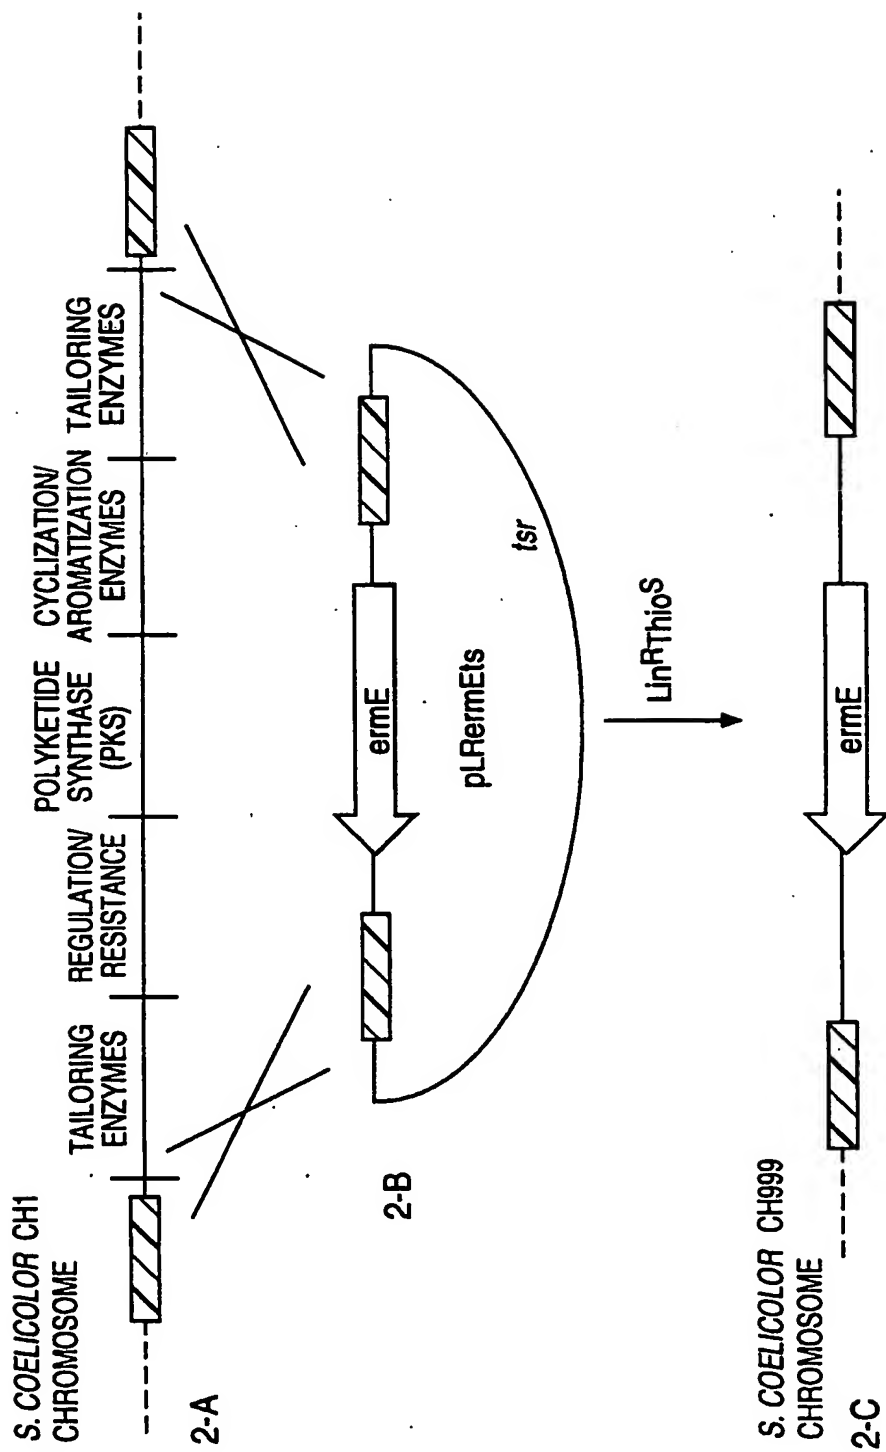 S. COELICOLOR CH1
CHROMOSOME
2-A
TAILORING
ENZYMES
REGULATION/
RESISTANCE
POLYKETIDE
SYNTHASE
(PKS)
CYCLIZATION/
AROMATIZATION
ENZYMES
TAILORING
ENZYMES
2-B
ermE
pLRermEts
tsr
LinRThioS
S. COELICOLOR CH999
CHROMOSOME
2-C
ermE